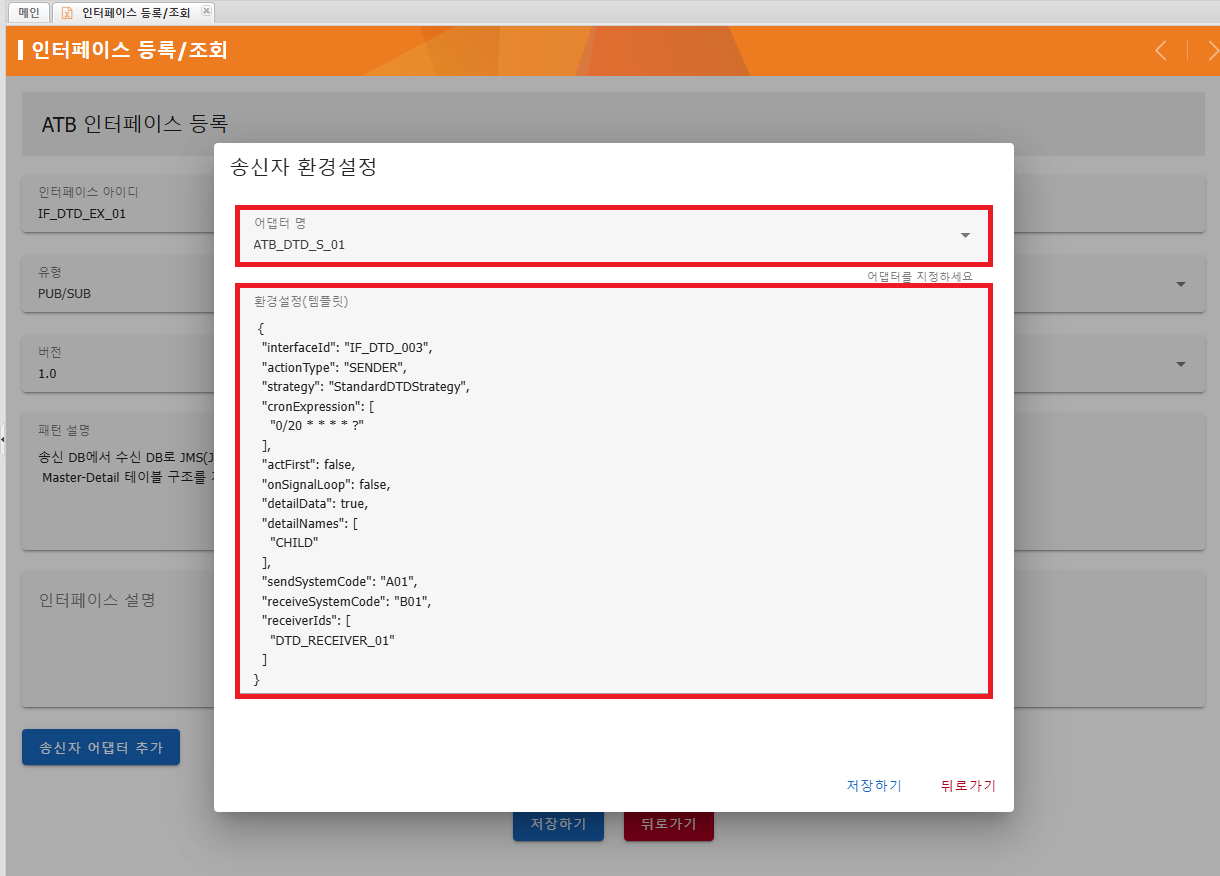 메인
인터페이스 등록/조회
인터페이스 등록/조회
ATB 인터페이스 등록
송신자 환경설정
인터페이스 아이디
IF_DTD_EX_01
어댑터 명
ATB_DTD_S_01
어댑터를 지정하세요
유형
PUB/SUB
환경설정(템플릿)
{
"interfaceId": "IF_DTD_003",
"actionType": "SENDER",
"strategy": "StandardDTDStrategy",
"cronExpression": [
"0/20 * * * * ?"
],
"actFirst": false,
"onSignalLoop": false,
"detailData": true,
"detailNames": [
"CHILD"
],
"sendSystemCode": "A01",
"receiveSystemCode": "B01",
"receiverIds": [
"DTD_RECEIVER_01"
]
}
버전
1.0
패턴 설명
송신 DB에서 수신 DB로 JMS(J
Master-Detail 테이블 구조를
인터페이스 설명
송신자 어댑터 추가
저장하기 뒤로가기
저장하기 뒤로가기